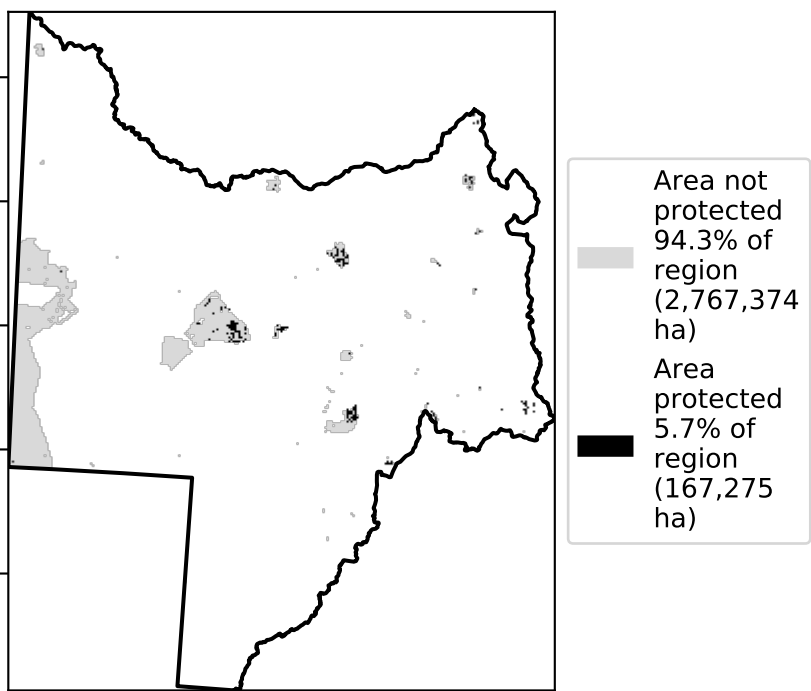 Area not
protected
94.3% of
region
(2,767,374
ha)
Area
protected
5.7% of
region
(167,275
ha)